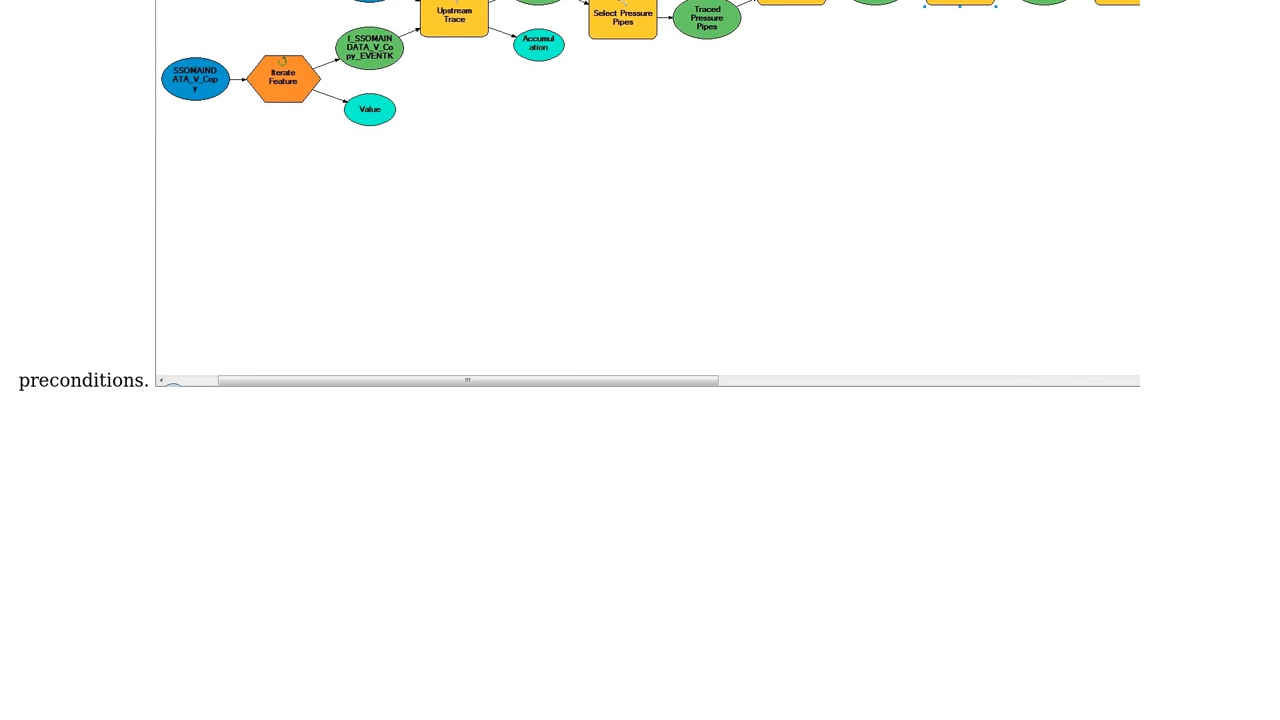 Upstream
Trace
Select Pressure
Pipes
Traced
Pressure
Pipes
I_SSOMAIN
DATA_V_Co
py_EVENTK
Accumul
ation
SSOMAIND
ATA_V_Cop
y
Iterate
Feature
Value
preconditions.